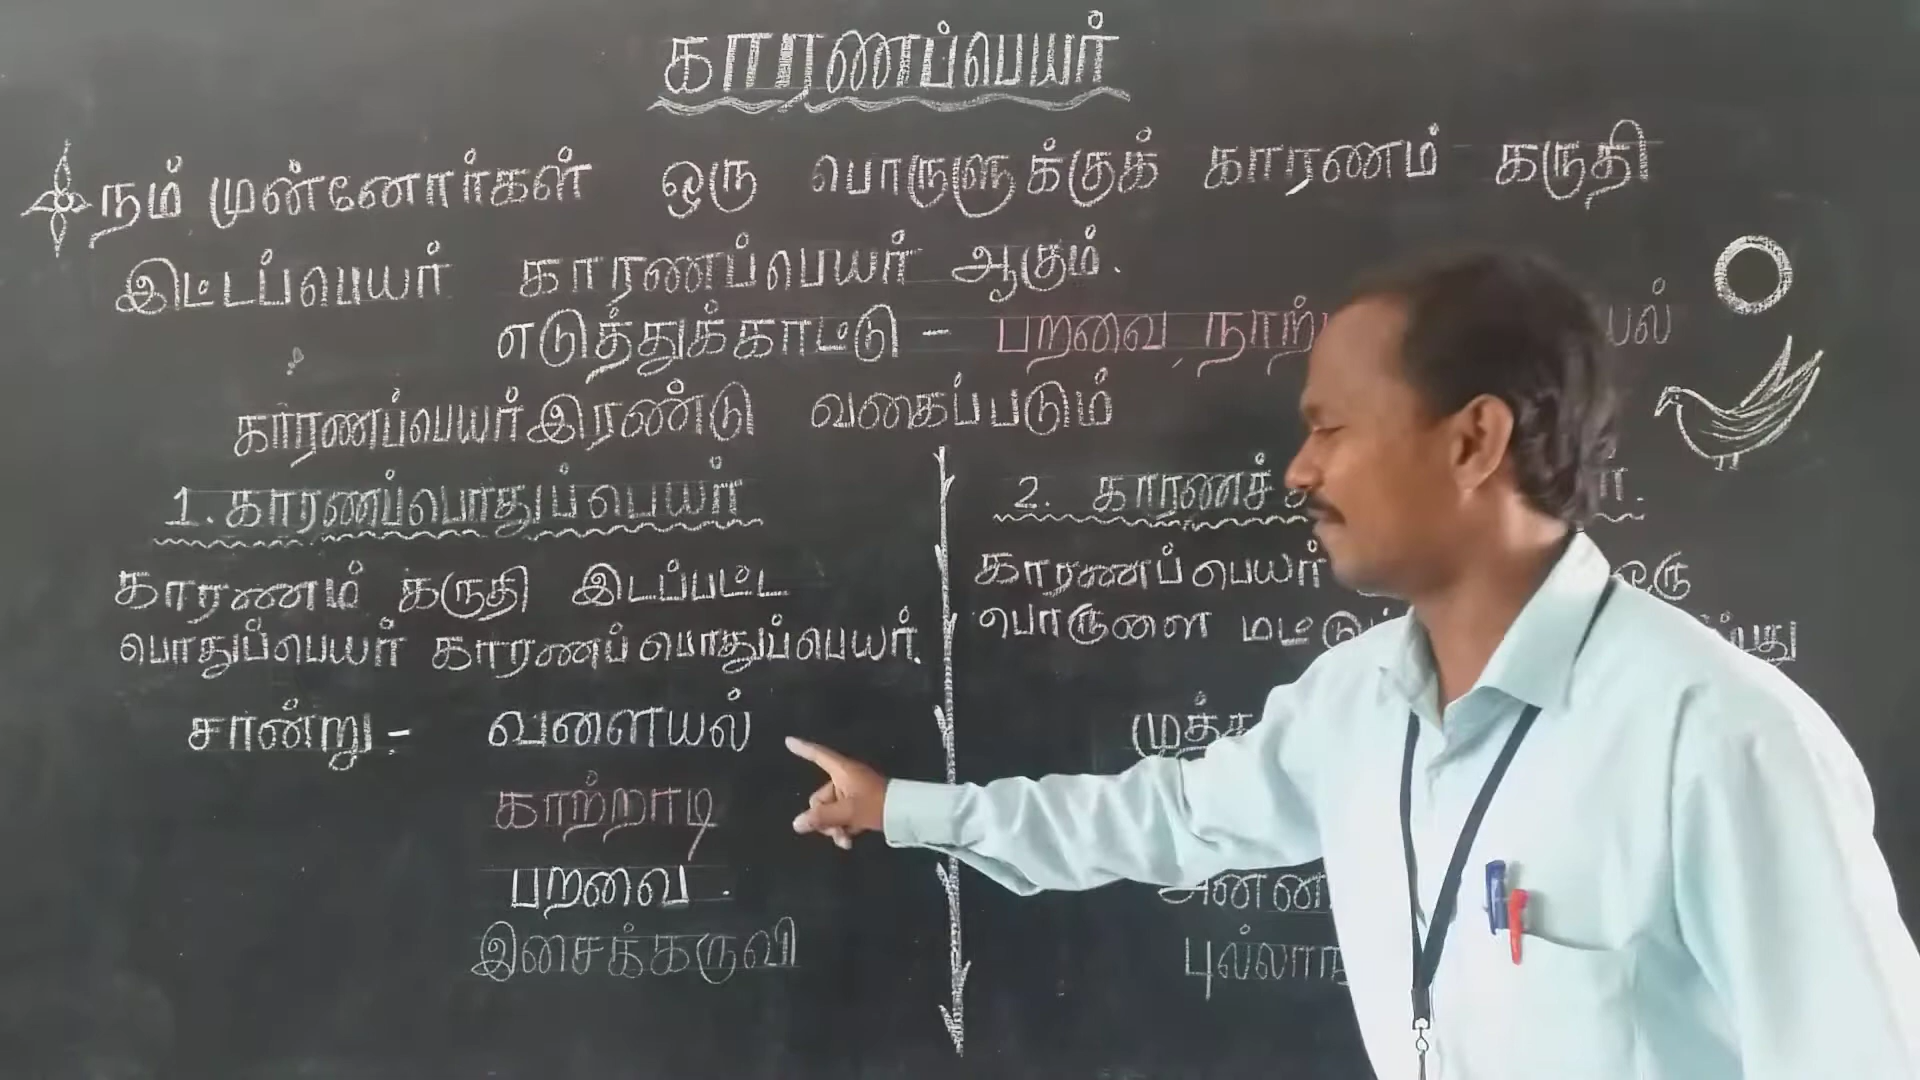 காரணப்பெயர்
நம் முன்னோர்கள் ஒரு பொருளுக்குக் காரணம் கருதி
இட்டப்பெயர் காரணப்பெயர் ஆகும்.
எடுத்துக்காட்டு - பறவை,
காரணப்பெயர் இரண்டு வகைப்படும்
1. காரணப்பொதுப்பெயர்
காரணம் கருதி இடப்பட்ட
பொதுப்பெயர் காரணப் பொதுப்பெயர்.
சான்று:- வளையல்
காற்றாடி
பறவை.
இசைக்கருவி
2.
காரணப் பெயர் ஒரு
பொருளை